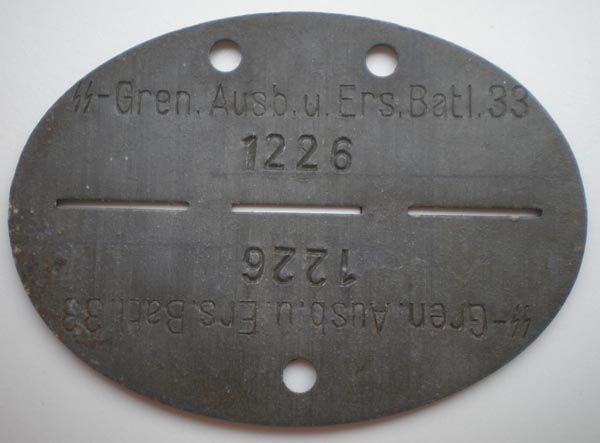 ᛋᛋ-Gren. Ausb. u. Ers. Batl. 33
1226
1226
ᛋᛋ-Gren. Ausb. u. Ers. Batl. 33